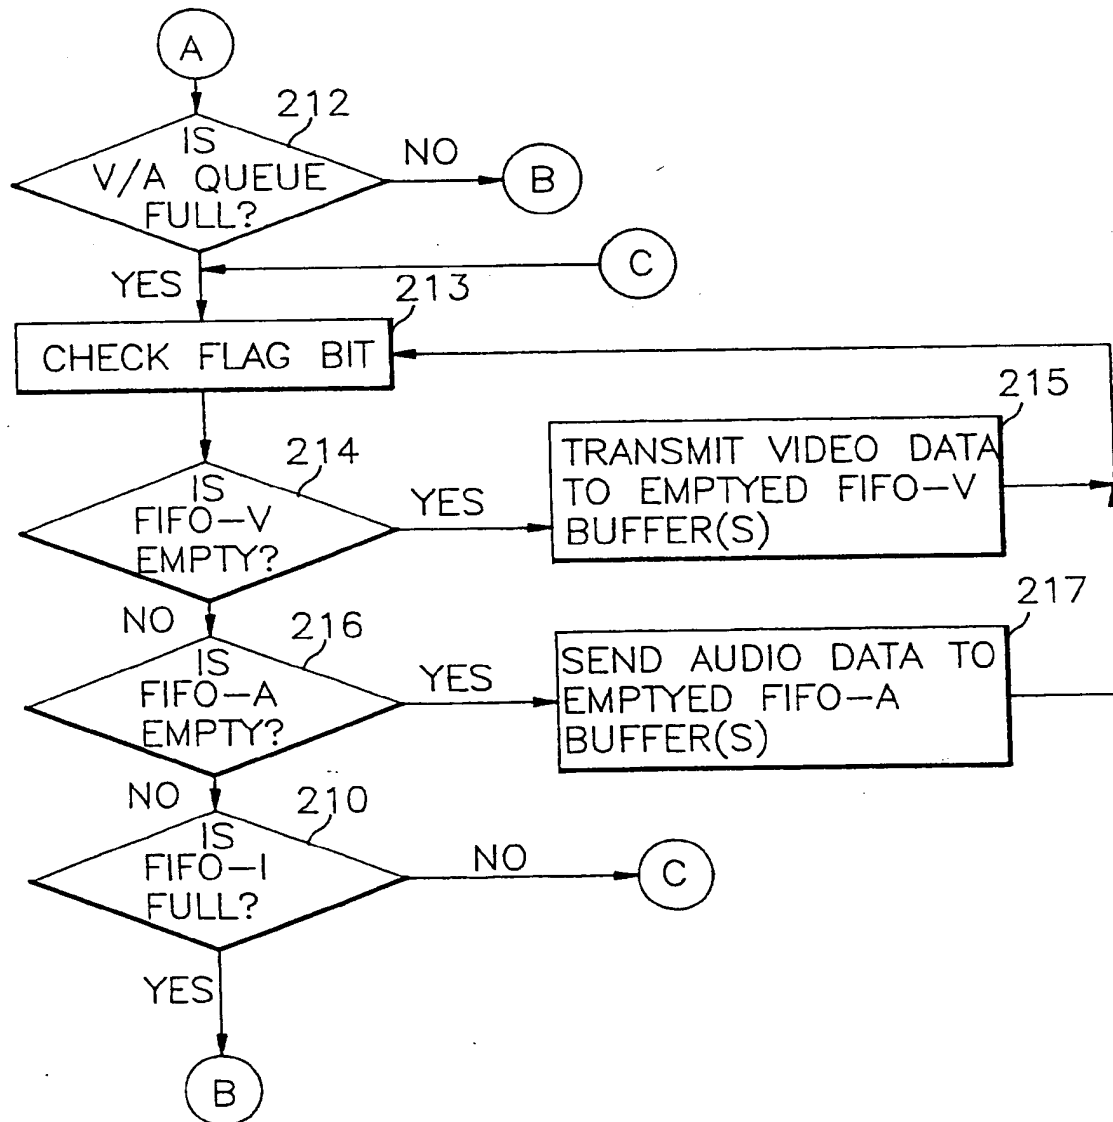 A
212
IS
V/A QUEUE
FULL?
NO
B
C
YES
213
CHECK FLAG BIT
215
214
IS
FIFO-V
EMPTY?
YES
TRANSMIT VIDEO DATA
TO EMPTYED FIFO-V
BUFFER(S)
NO
217
216
IS
FIFO-A
EMPTY?
YES
SEND AUDIO DATA TO
EMPTYED FIFO-A
BUFFER(S)
NO
210
IS
FIFO-I
FULL?
NO
C
YES
B